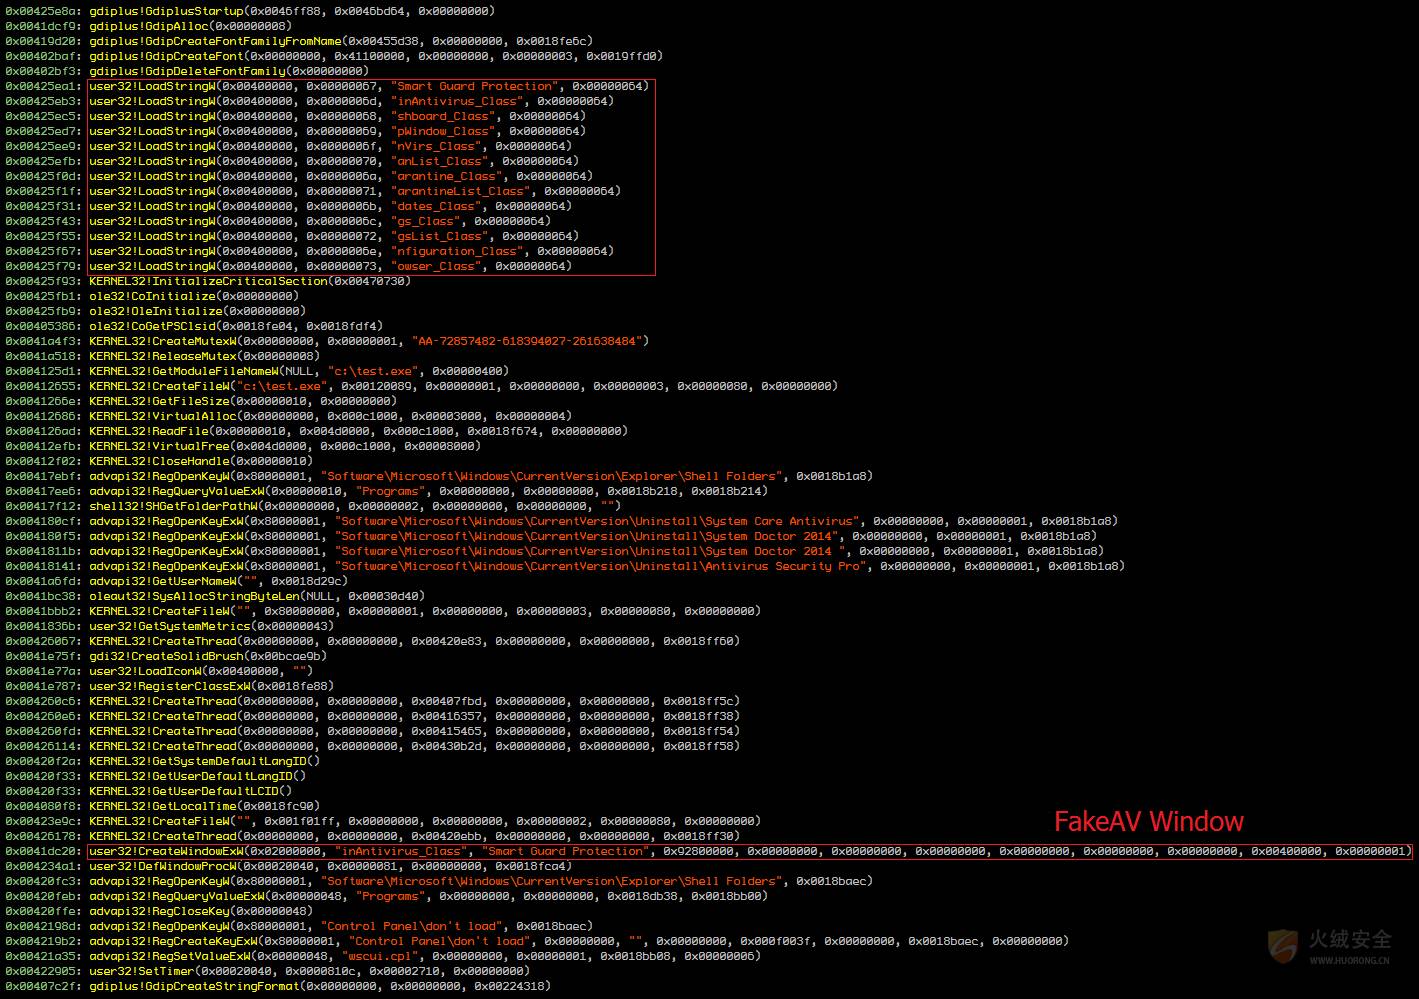 0x00425e8a: gdiplus!GdiplusStartup(0x0046ff88, 0x0046bd64, 0x00000000)
0x0041dcf9: gdiplus!GdipAlloc(0x00000008)
0x00419d20: gdiplus!GdipCreateFontFamilyFromName(0x00455d38, 0x00000000, 0x0018fe6c)
0x00402baf: gdiplus!GdipCreateFont(0x00000000, 0x41100000, 0x00000000, 0x00000003, 0x0019ffd0)
0x00402bf3: gdiplus!GdipDeleteFontFamily(0x00000000)
0x00425ea1: user32!LoadStringW(0x00400000, 0x00000067, "Smart Guard Protection", 0x00000064)
0x00425eb3: user32!LoadStringW(0x00400000, 0x0000006d, "inAntivirus_Class", 0x00000064)
0x00425ec5: user32!LoadStringW(0x00400000, 0x00000068, "shboard_Class", 0x00000064)
0x00425ed7: user32!LoadStringW(0x00400000, 0x00000069, "pWindow_Class", 0x00000064)
0x00425ee9: user32!LoadStringW(0x00400000, 0x0000006f, "nVirs_Class", 0x00000064)
0x00425efb: user32!LoadStringW(0x00400000, 0x00000070, "anList_Class", 0x00000064)
0x00425f0d: user32!LoadStringW(0x00400000, 0x0000006a, "arantine_Class", 0x00000064)
0x00425f1f: user32!LoadStringW(0x00400000, 0x00000071, "arantineList_Class", 0x00000064)
0x00425f31: user32!LoadStringW(0x00400000, 0x0000006b, "dates_Class", 0x00000064)
0x00425f43: user32!LoadStringW(0x00400000, 0x0000006c, "gs_Class", 0x00000064)
0x00425f55: user32!LoadStringW(0x00400000, 0x00000072, "gsList_Class", 0x00000064)
0x00425f67: user32!LoadStringW(0x00400000, 0x0000006e, "nfiguration_Class", 0x00000064)
0x00425f79: user32!LoadStringW(0x00400000, 0x00000073, "owser_Class", 0x00000064)
0x00425f93: KERNEL32!InitializeCriticalSection(0x00470730)
0x00425fb1: ole32!CoInitialize(0x00000000)
0x00425fb9: ole32!OleInitialize(0x00000000)
0x00405386: ole32!CoGetPSClsid(0x0018fe04, 0x0018fdf4)
0x0041a4f3: KERNEL32!CreateMutexW(0x00000000, 0x00000001, "AA-72857482-618394027-261638484")
0x0041a518: KERNEL32!ReleaseMutex(0x00000008)
0x004125d1: KERNEL32!GetModuleFileNameW(NULL, "c:\test.exe", 0x00000400)
0x00412655: KERNEL32!CreateFileW("c:\test.exe", 0x00120089, 0x00000001, 0x00000000, 0x00000003, 0x00000080, 0x00000000)
0x0041266e: KERNEL32!GetFileSize(0x00000010, 0x00000000)
0x00412686: KERNEL32!VirtualAlloc(0x00000000, 0x000c1000, 0x00003000, 0x00000004)
0x004126ad: KERNEL32!ReadFile(0x00000010, 0x004d0000, 0x000c1000, 0x0018f674, 0x00000000)
0x00412efb: KERNEL32!VirtualFree(0x004d0000, 0x000c1000, 0x00008000)
0x00412f02: KERNEL32!CloseHandle(0x00000010)
0x00417ebf: advapi32!RegOpenKeyW(0x80000001, "Software\Microsoft\Windows\CurrentVersion\Explorer\Shell Folders", 0x0018b1a8)
0x00417ee6: advapi32!RegQueryValueExW(0x00000010, "Programs", 0x00000000, 0x00000000, 0x0018b218, 0x0018b214)
0x00417f12: shell32!SHGetFolderPathW(0x00000000, 0x00000002, 0x00000000, 0x00000000, "")
0x004180cf: advapi32!RegOpenKeyExW(0x80000001, "Software\Microsoft\Windows\CurrentVersion\Uninstall\System Care Antivirus", 0x00000000, 0x00000001, 0x0018b1a8)
0x004180f5: advapi32!RegOpenKeyExW(0x80000001, "Software\Microsoft\Windows\CurrentVersion\Uninstall\System Doctor 2014", 0x00000000, 0x00000001, 0x0018b1a8)
0x0041811b: advapi32!RegOpenKeyExW(0x80000001, "Software\Microsoft\Windows\CurrentVersion\Uninstall\System Doctor 2014 ", 0x00000000, 0x00000001, 0x0018b1a8)
0x00418141: advapi32!RegOpenKeyExW(0x80000001, "Software\Microsoft\Windows\CurrentVersion\Uninstall\Antivirus Security Pro", 0x00000000, 0x00000001, 0x0018b1a8)
0x0041a6fd: advapi32!GetUserNameW("", 0x0018d29c)
0x0041bc38: oleaut32!SysAllocStringByteLen(NULL, 0x00030d40)
0x0041bbb2: KERNEL32!CreateFileW("", 0x80000000, 0x00000001, 0x00000000, 0x00000003, 0x00000080, 0x00000000)
0x0041836b: user32!GetSystemMetrics(0x00000043)
0x00426067: KERNEL32!CreateThread(0x00000000, 0x00000000, 0x00420e83, 0x00000000, 0x00000000, 0x0018ff60)
0x0041e75f: gdi32!CreateSolidBrush(0x00bcae9b)
0x0041e77a: user32!LoadIconW(0x00400000, "")
0x0041e787: user32!RegisterClassExW(0x0018fe88)
0x004260c6: KERNEL32!CreateThread(0x00000000, 0x00000000, 0x00407fbd, 0x00000000, 0x00000000, 0x0018ff5c)
0x004260e6: KERNEL32!CreateThread(0x00000000, 0x00000000, 0x00416357, 0x00000000, 0x00000000, 0x0018ff38)
0x004260fd: KERNEL32!CreateThread(0x00000000, 0x00000000, 0x00415465, 0x00000000, 0x00000000, 0x0018ff54)
0x00426114: KERNEL32!CreateThread(0x00000000, 0x00000000, 0x00430b2d, 0x00000000, 0x00000000, 0x0018ff58)
0x00420f2a: KERNEL32!GetSystemDefaultLangID()
0x00420f33: KERNEL32!GetUserDefaultLangID()
0x00420f33: KERNEL32!GetUserDefaultLCID()
0x004080f8: KERNEL32!GetLocalTime(0x0018fc90)
0x00423e9c: KERNEL32!CreateFileW("", 0x001f01ff, 0x00000000, 0x00000000, 0x00000002, 0x00000080, 0x00000000)
0x00426178: KERNEL32!CreateThread(0x00000000, 0x00000000, 0x00420ebb, 0x00000000, 0x00000000, 0x0018ff30)
FakeAV Window
0x0041dc20: user32!CreateWindowExW(0x02000000, "inAntivirus_Class", "Smart Guard Protection", 0x92800000, 0x00000000, 0x00000000, 0x00000000, 0x00000000, 0x00000000, 0x00000000, 0x00400000, 0x00000001)
0x004234a1: user32!DefWindowProcW(0x00020040, 0x00000081, 0x00000000, 0x0018fca4)
0x00420fc3: advapi32!RegOpenKeyW(0x80000001, "Software\Microsoft\Windows\CurrentVersion\Explorer\Shell Folders", 0x0018baec)
0x00420feb: advapi32!RegQueryValueExW(0x00000048, "Programs", 0x00000000, 0x00000000, 0x0018db38, 0x0018bb00)
0x00420ffe: advapi32!RegCloseKey(0x00000048)
0x0042198d: advapi32!RegOpenKeyW(0x80000001, "Control Panel\don't load", 0x0018baec)
0x004219b2: advapi32!RegCreateKeyExW(0x80000001, "Control Panel\don't load", 0x00000000, "", 0x00000000, 0x000f003f, 0x00000000, 0x0018baec, 0x00000000)
0x00421a35: advapi32!RegSetValueExW(0x00000048, "wscui.cpl", 0x00000000, 0x00000001, 0x0018bb08, 0x00000006)
0x00422905: user32!SetTimer(0x00020040, 0x0000810c, 0x00002710, 0x00000000)
0x00407c2f: gdiplus!GdipCreateStringFormat(0x00000000, 0x00000000, 0x00224318)
火绒安全
WWW.HUORONG.CN